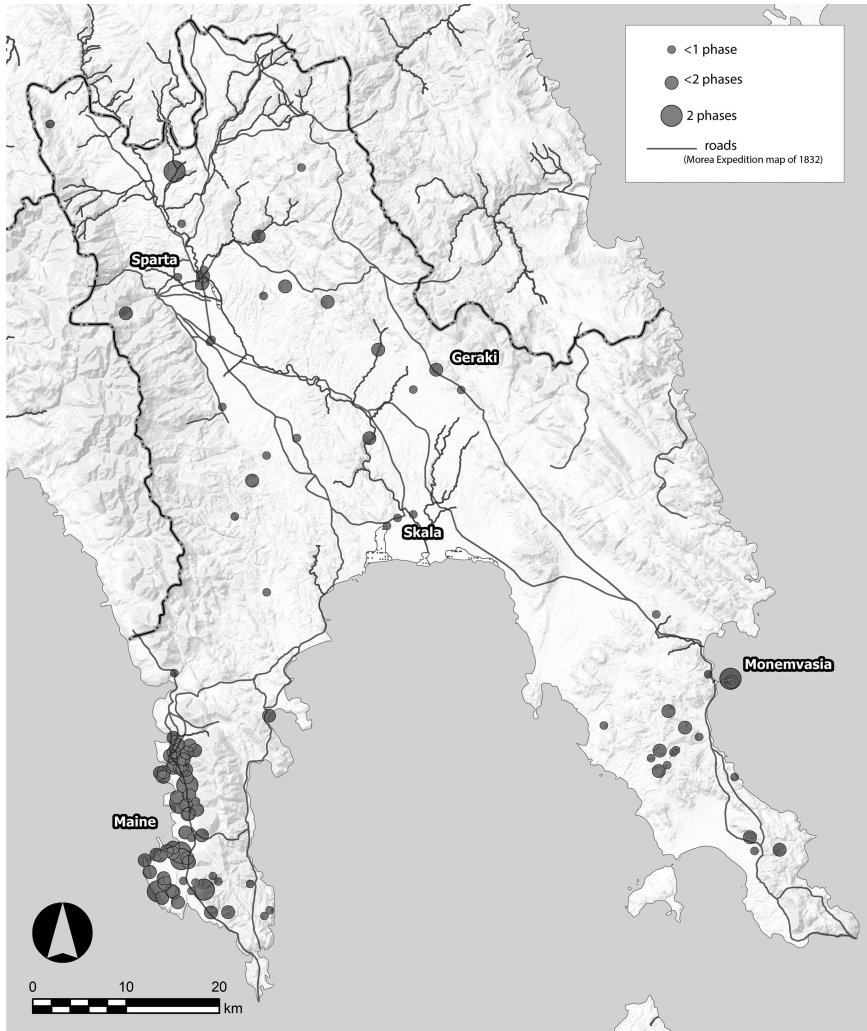 <1 phase
<2 phases
2 phases
roads
(Morea Expedition map of 1832)
Sparta
Geraki
Skala
Monemvasia
Maine
0 10 20
km